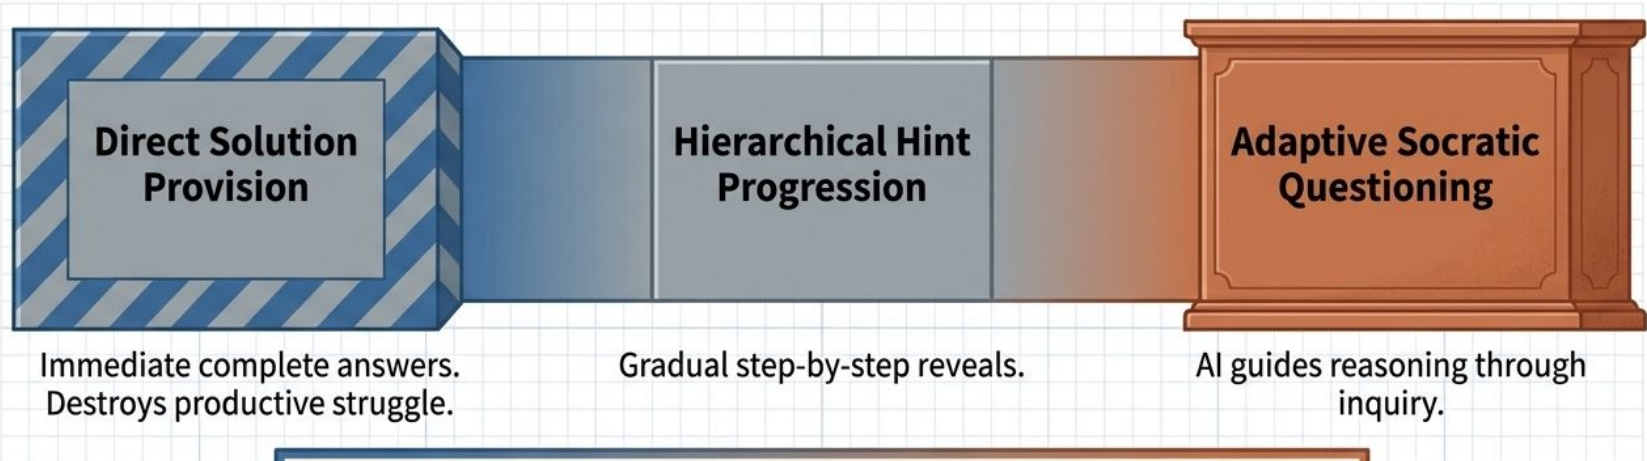 Direct Solution
Provision
Hierarchical Hint
Progression
Adaptive Socratic
Questioning
Immediate complete answers.
Destroys productive struggle.
Gradual step-by-step reveals.
AI guides reasoning through
inquiry.